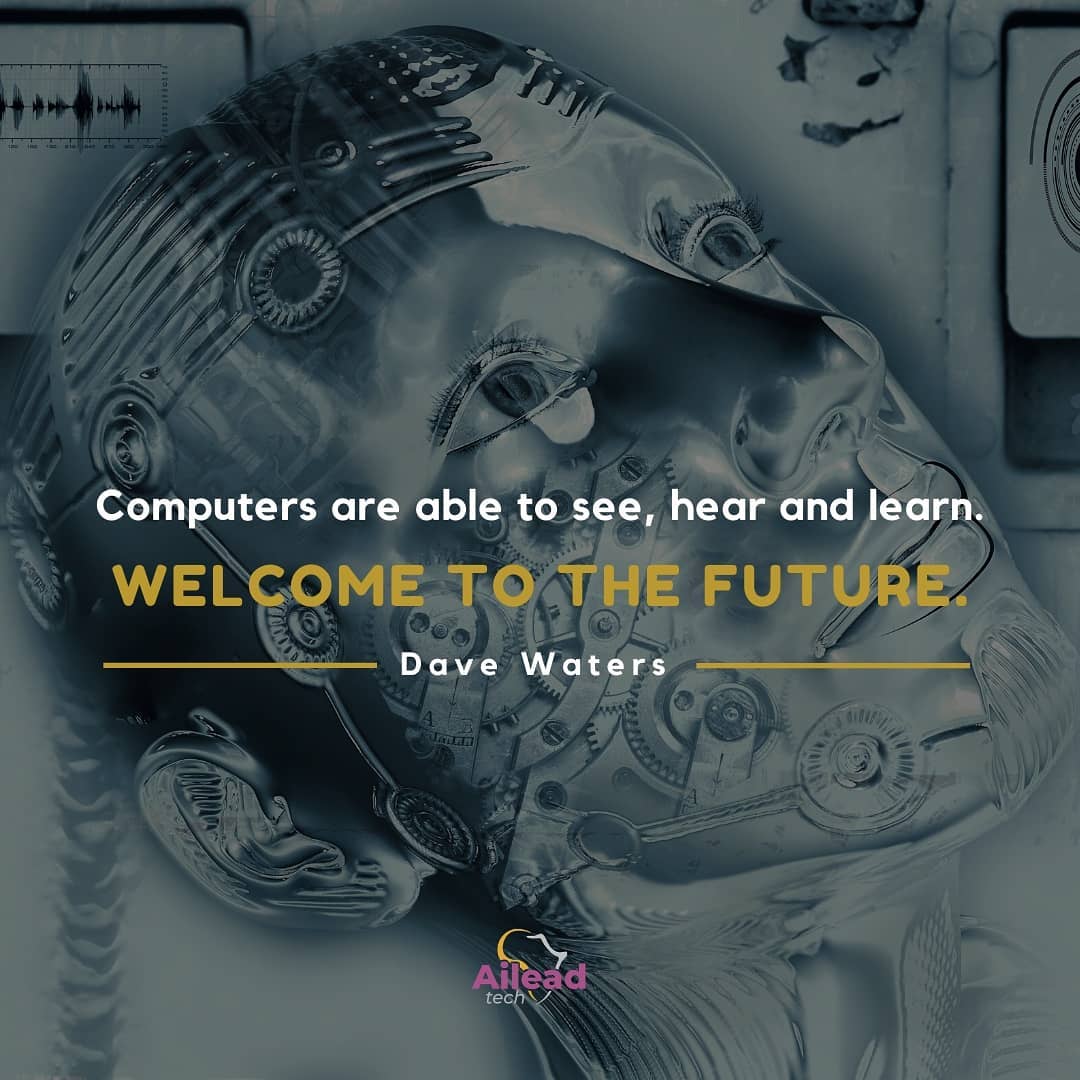 Computers are able to see, hear and learn.
WELCOME TO THE FUTURE.
Dave Waters
Ailead
tech